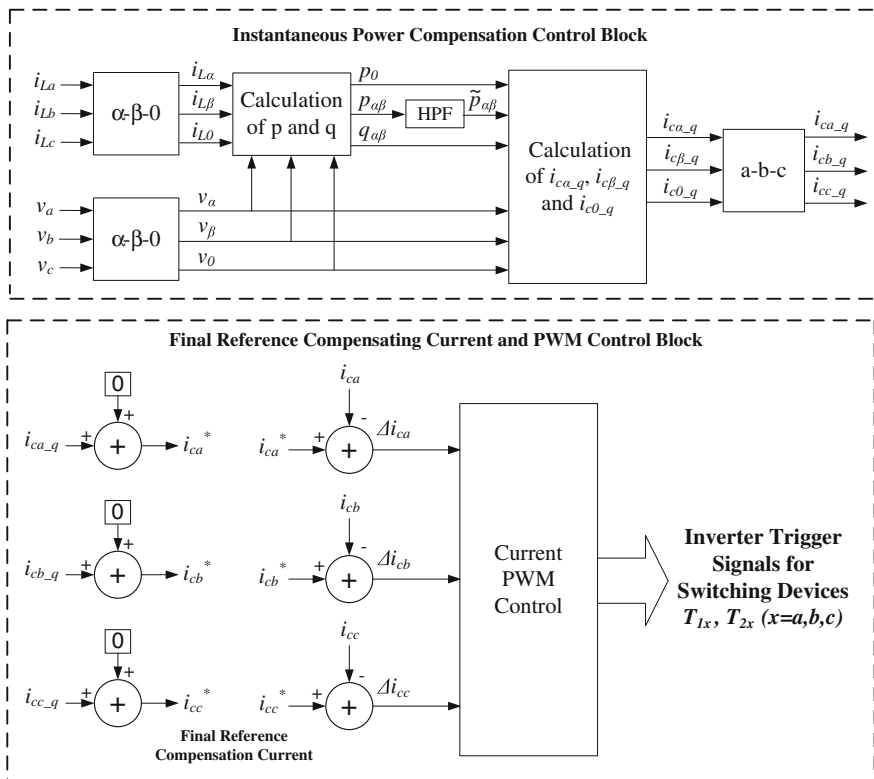 Instantaneous Power Compensation Control Block
i_La
i_Lb
i_Lc
α-β-0
i_Lα
i_Lβ
i_L0
Calculation
of p and q
p_0
p_αβ
q_αβ
HPF
p̃_αβ
v_a
v_b
v_c
α-β-0
v_α
v_β
v_0
Calculation
of i_cα_q, i_cβ_q
and i_c0_q
i_cα_q
i_cβ_q
i_c0_q
a-b-c
i_ca_q
i_cb_q
i_cc_q
Final Reference Compensating Current and PWM Control Block
0
+
i_ca_q + + i_ca*
i_ca
-
i_ca* + + Δi_ca
0
+
i_cb_q + + i_cb*
i_cb
-
i_cb* + + Δi_cb
0
+
i_cc_q + + i_cc*
i_cc
-
i_cc* + + Δi_cc
Final Reference
Compensation Current
Current
PWM
Control
Inverter Trigger
Signals for
Switching Devices
T_1x, T_2x (x=a,b,c)